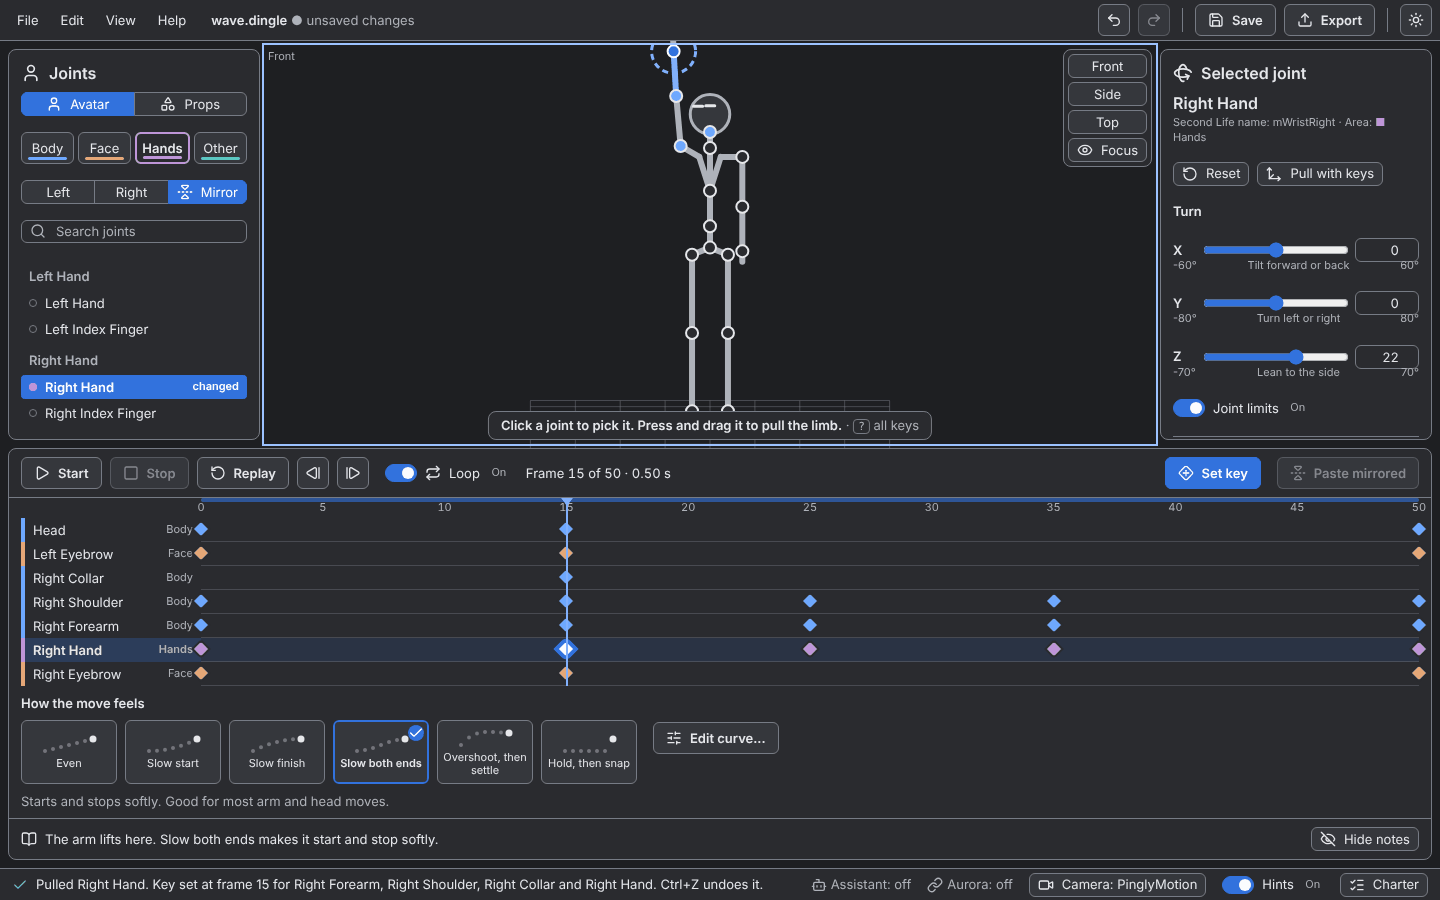 File Edit View Help wave.dingle unsaved changes Save Export
Joints
Avatar Props
Body Face Hands Other
Left Right Mirror
Search joints
Left Hand
Left Hand
Left Index Finger
Right Hand
Right Hand changed
Right Index Finger
Front
Front
Side
Top
Focus
Click a joint to pick it. Press and drag it to pull the limb. · ? all keys
Selected joint
Right Hand
Second Life name: mWristRight · Area:
Hands
Reset Pull with keys
Turn
X 0
-60° Tilt forward or back 60°
Y 0
-80° Turn left or right 80°
Z 22
-70° Lean to the side 70°
Joint limits On
Start Stop Replay Loop On Frame 15 of 50 · 0.50 s Set key Paste mirrored
0 5 10 15 20 25 30 35 40 45 50
Head Body
Left Eyebrow Face
Right Collar Body
Right Shoulder Body
Right Forearm Body
Right Hand Hands
Right Eyebrow Face
How the move feels
Even Slow start Slow finish Slow both ends Overshoot, then settle Hold, then snap Edit curve...
Starts and stops softly. Good for most arm and head moves.
The arm lifts here. Slow both ends makes it start and stop softly. Hide notes
Pulled Right Hand. Key set at frame 15 for Right Forearm, Right Shoulder, Right Collar and Right Hand. Ctrl+Z undoes it. Assistant: off Aurora: off Camera: PinglyMotion Hints On Charter